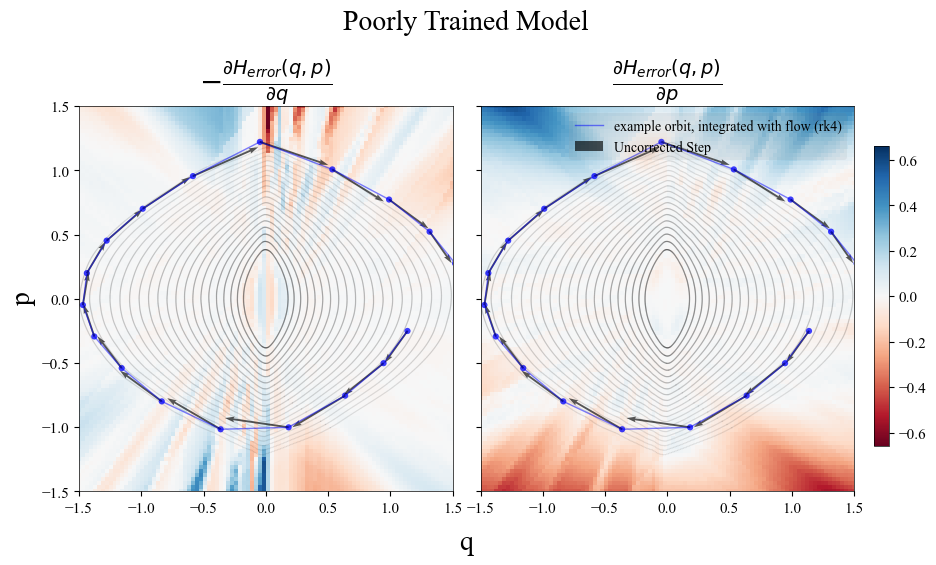 Poorly Trained Model
−∂H_error(q, p)/∂q
∂H_error(q, p)/∂p
example orbit, integrated with flow (rk4)
Uncorrected Step
p
1.5
1.0
0.5
0.0
−0.5
−1.0
−1.5
−1.5 −1.0 −0.5 0.0 0.5 1.0 1.5
−1.5 −1.0 −0.5 0.0 0.5 1.0 1.5
q
0.6
0.4
0.2
0.0
−0.2
−0.4
−0.6